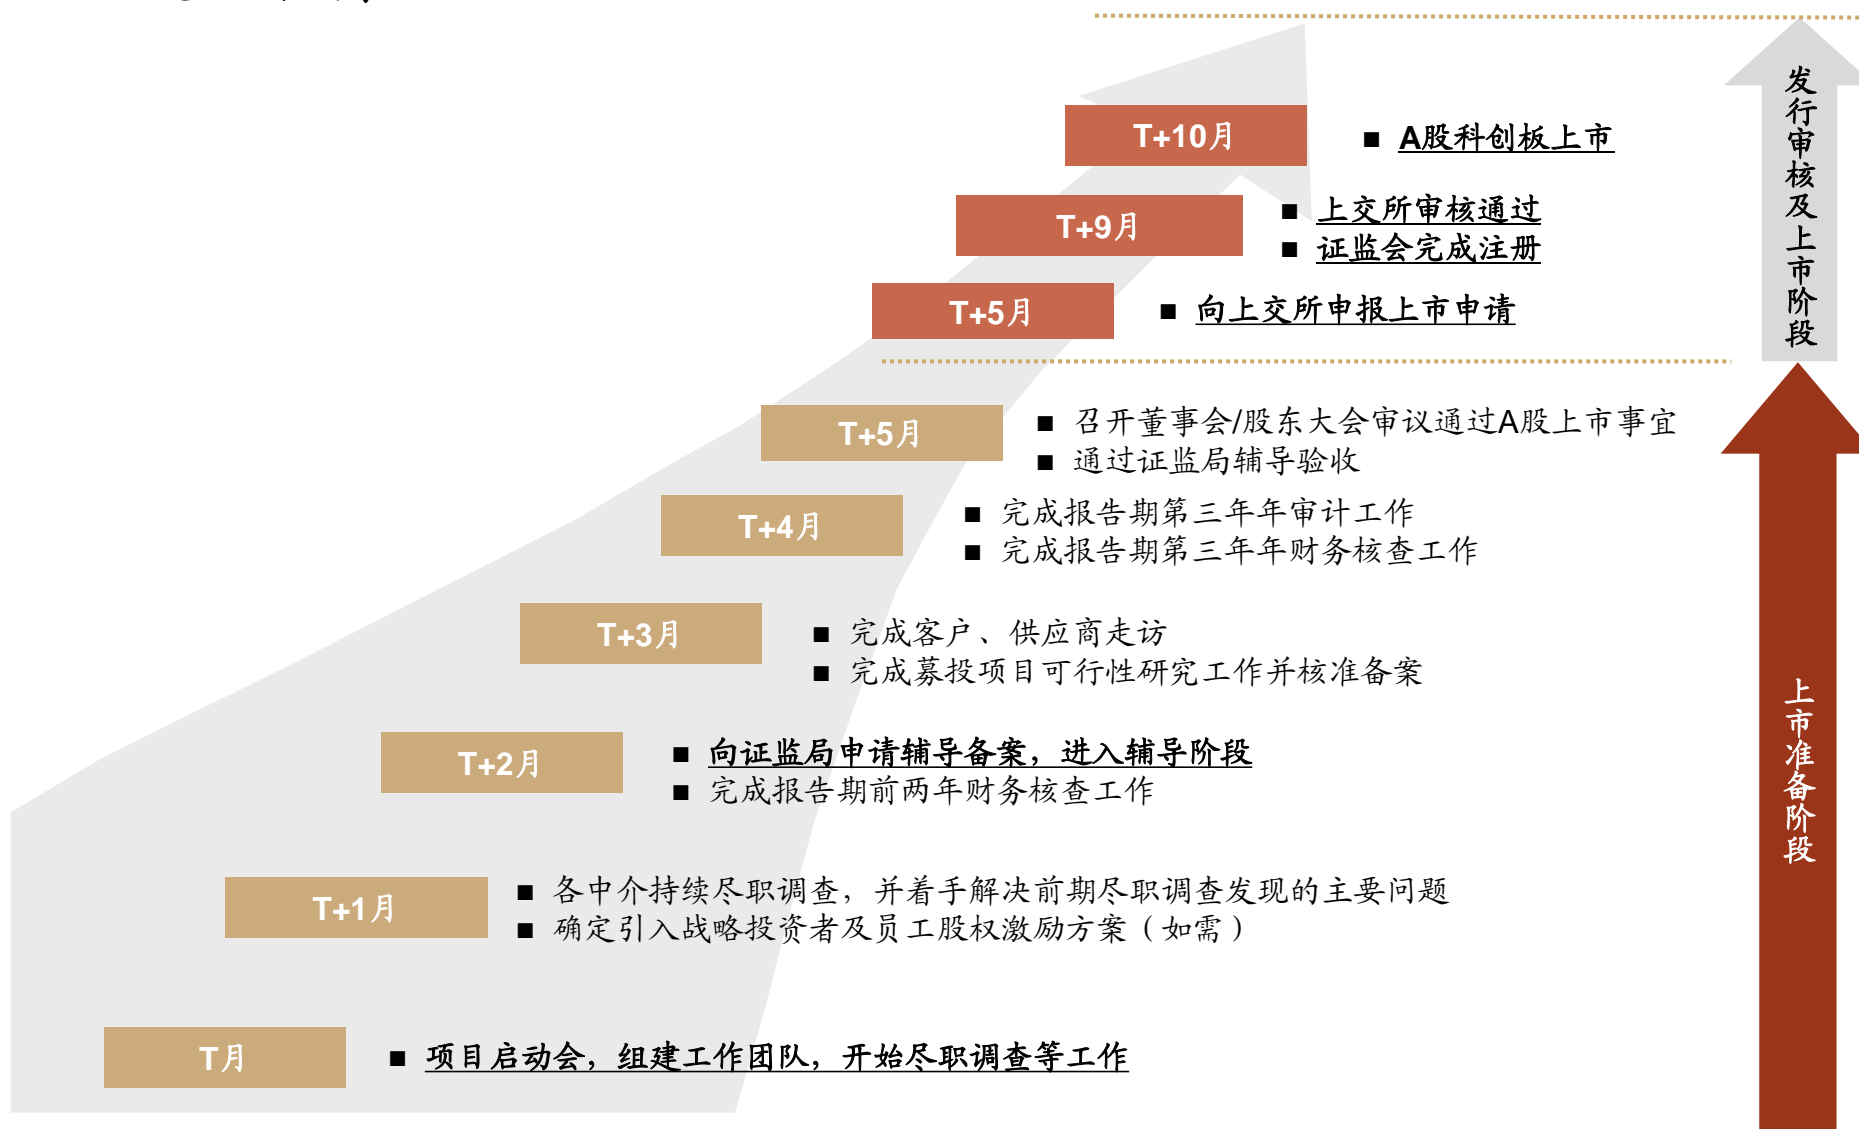 T+10月
■ A股科创板上市
T+9月
■ 上交所审核通过
■ 证监会完成注册
T+5月
■ 向上交所申报上市申请
发行审核及上市阶段
T+5月
■ 召开董事会/股东大会审议通过A股上市事宜
■ 通过证监局辅导验收
T+4月
■ 完成报告期第三年年审计工作
■ 完成报告期第三年年财务核查工作
T+3月
■ 完成客户、供应商走访
■ 完成募投项目可行性研究工作并核准备案
T+2月
■ 向证监局申请辅导备案，进入辅导阶段
■ 完成报告期前两年财务核查工作
T+1月
■ 各中介持续尽职调查，并着手解决前期尽职调查发现的主要问题
■ 确定引入战略投资者及员工股权激励方案（如需）
T月
■ 项目启动会，组建工作团队，开始尽职调查等工作
上市准备阶段